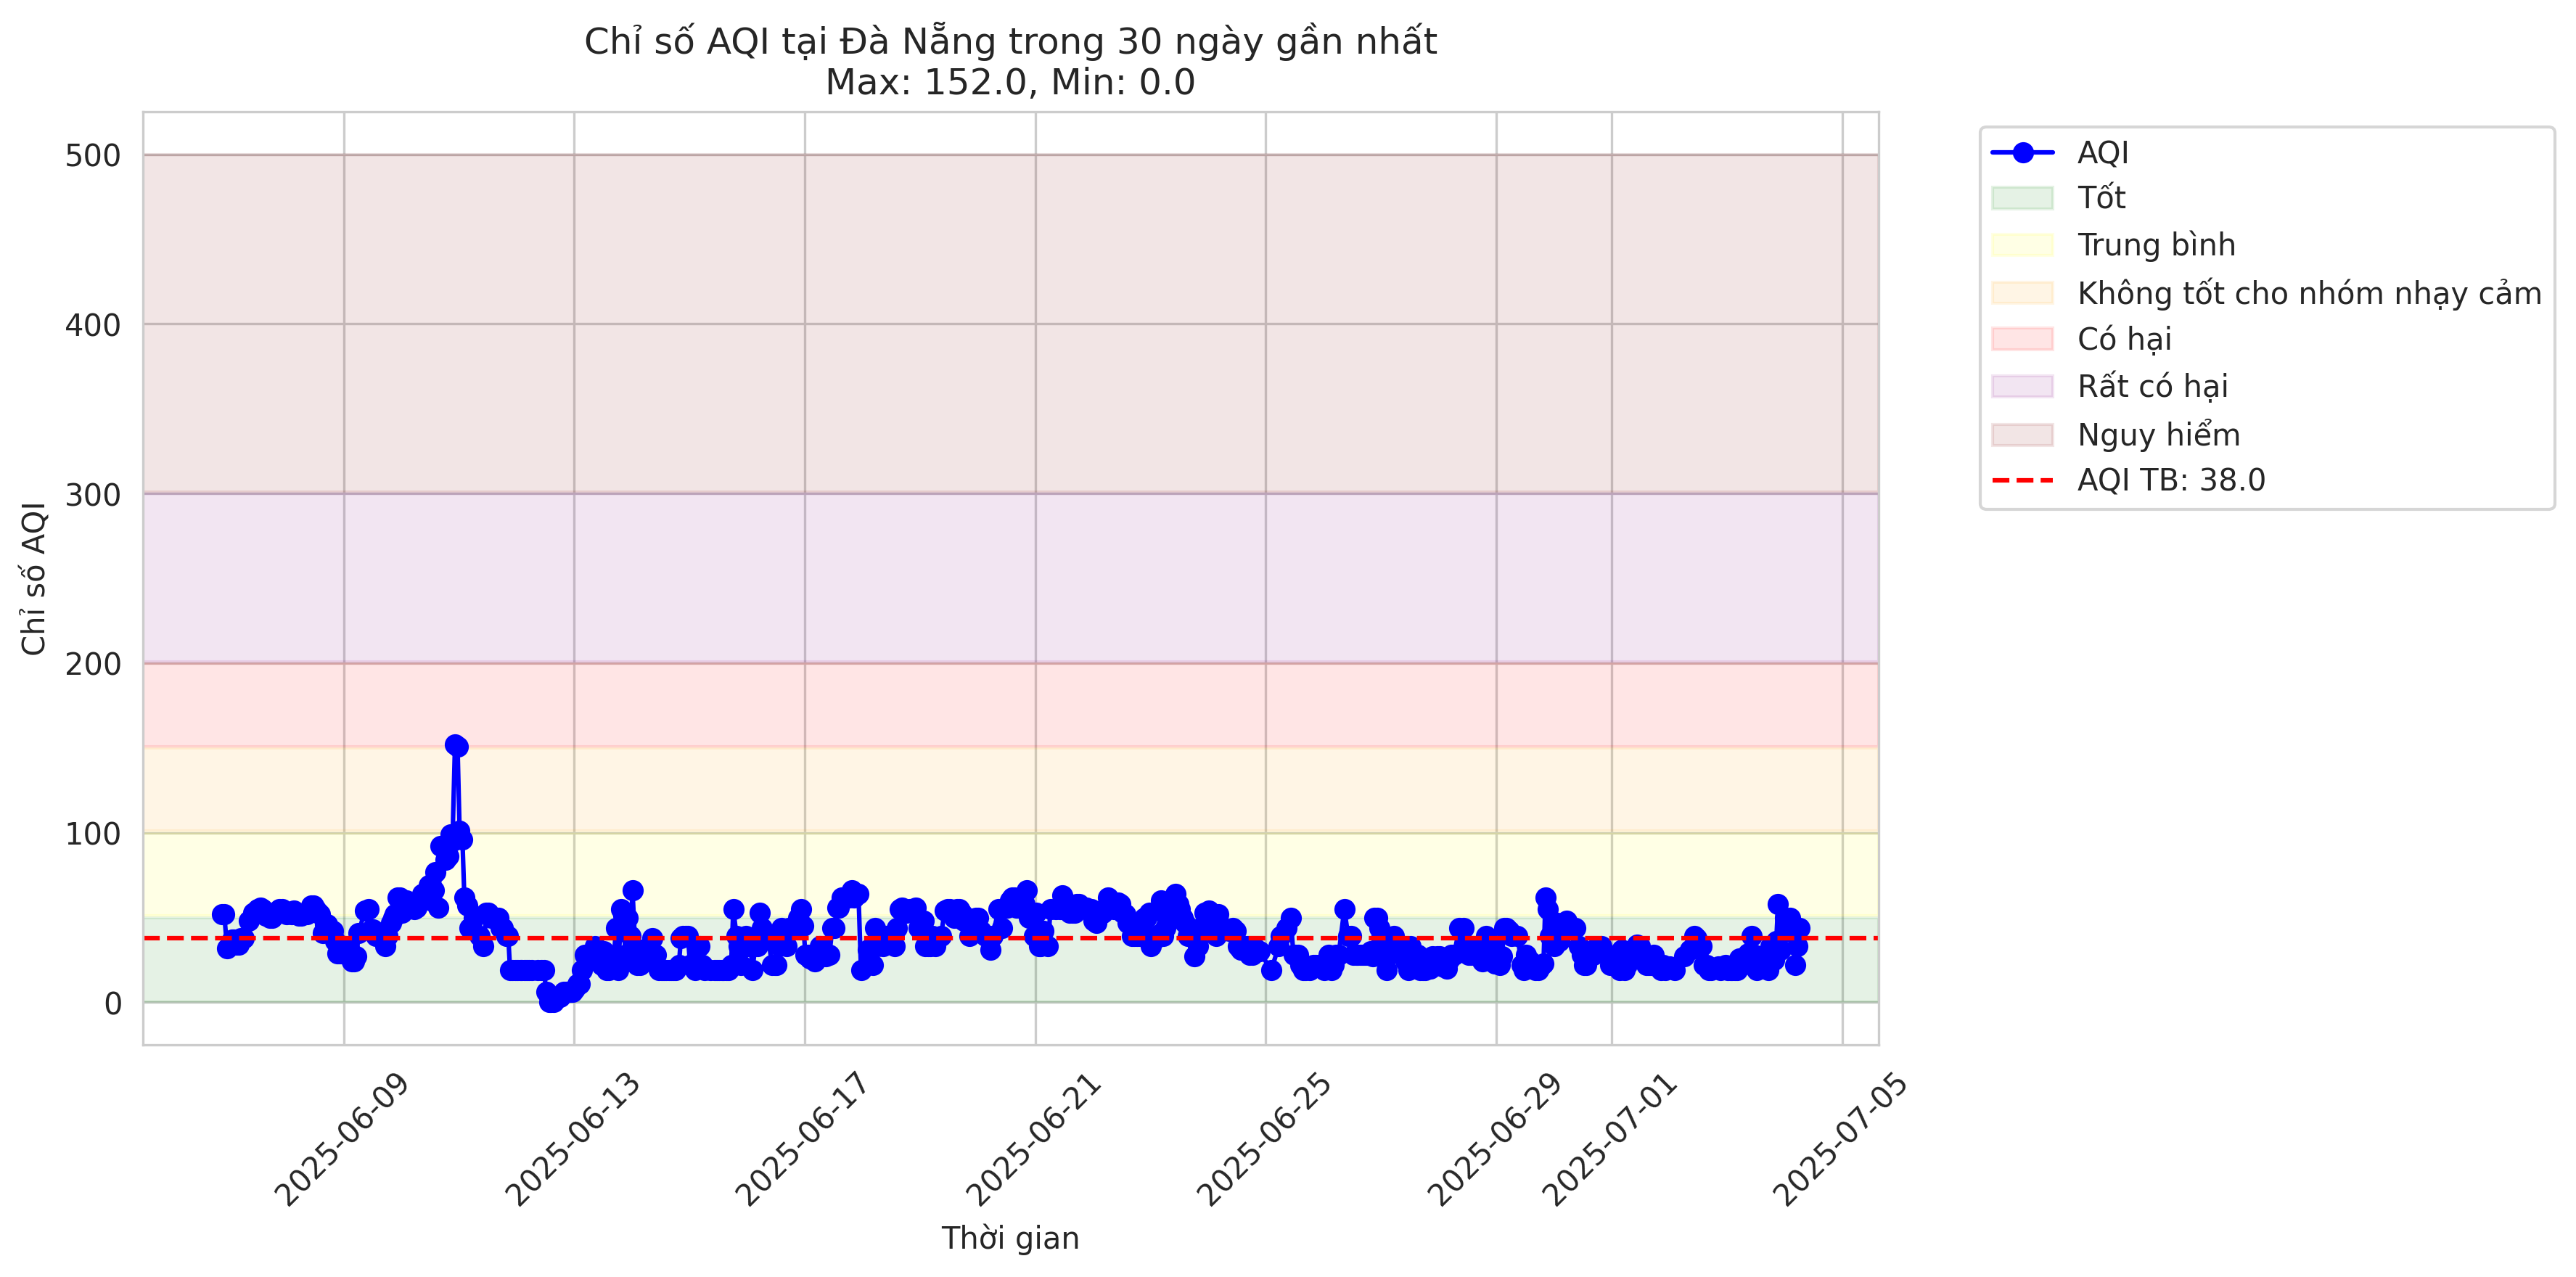 Chỉ số AQI tại Đà Nẵng trong 30 ngày gần nhất
Max: 152.0, Min: 0.0
Chỉ số AQI
500
400
300
200
100
0
2025-06-09
2025-06-13
2025-06-17
2025-06-21
2025-06-25
2025-06-29
2025-07-01
2025-07-05
Thời gian
AQI
Tốt
Trung bình
Không tốt cho nhóm nhạy cảm
Có hại
Rất có hại
Nguy hiểm
AQI TB: 38.0